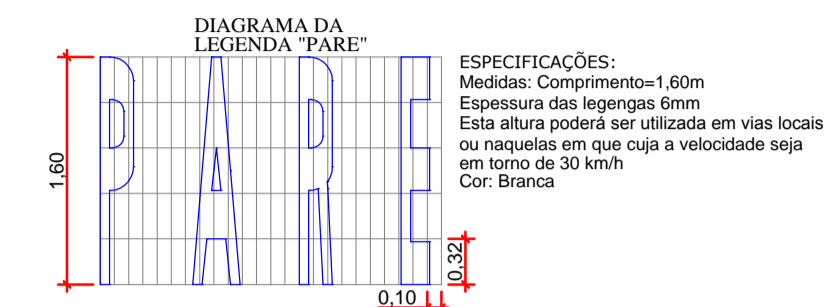 DIAGRAMA DA
LEGENDA "PARE"
ESPECIFICAÇÕES:
Medidas: Comprimento=1,60m
Espessura das legengas 6mm
Esta altura poderá ser utilizada em vias locais
ou naquelas em que cuja a velocidade seja
em torno de 30 km/h
Cor: Branca
1,60
PARE
0,32
0,10